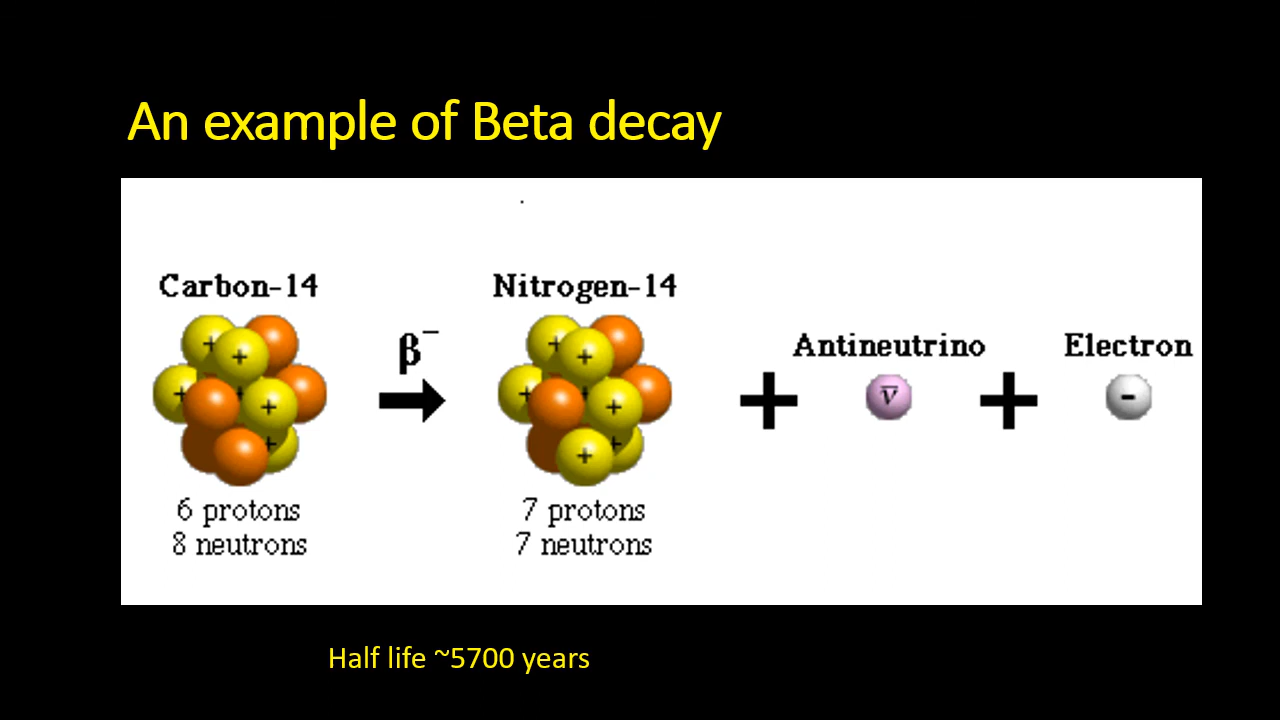 An example of Beta decay
Carbon-14
Nitrogen-14
β⁻
Antineutrino
Electron
+
+
+
+
+
+
+
+
+
+
+
+
+
+
ν̅
+
-
6 protons
7 protons
8 neutrons
7 neutrons
Half life ~5700 years